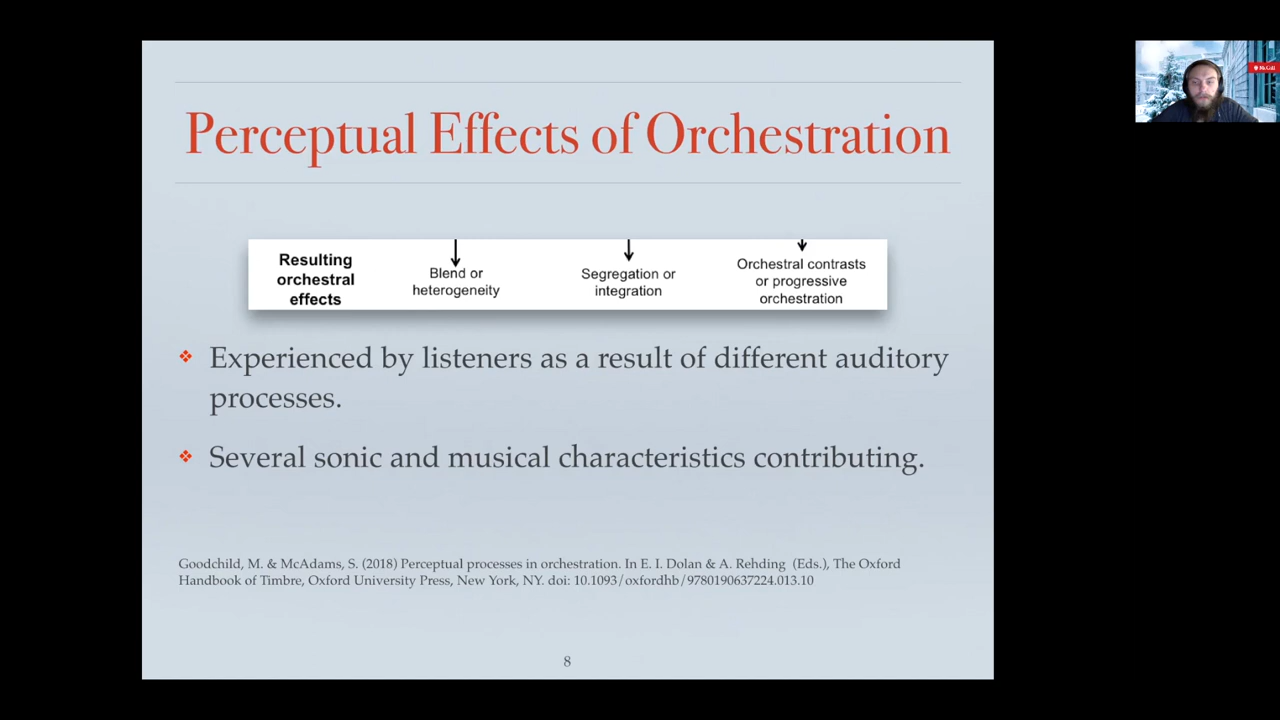 Perceptual Effects of Orchestration
Resulting
orchestral
effects
Blend or
heterogeneity
Segregation or
integration
Orchestral contrasts
or progressive
orchestration
❖ Experienced by listeners as a result of different auditory
processes.
❖ Several sonic and musical characteristics contributing.
Goodchild, M. & McAdams, S. (2018) Perceptual processes in orchestration. In E. I. Dolan & A. Rehding (Eds.), The Oxford
Handbook of Timbre, Oxford University Press, New York, NY. doi: 10.1093/oxfordhb/9780190637224.013.10
8
McGill